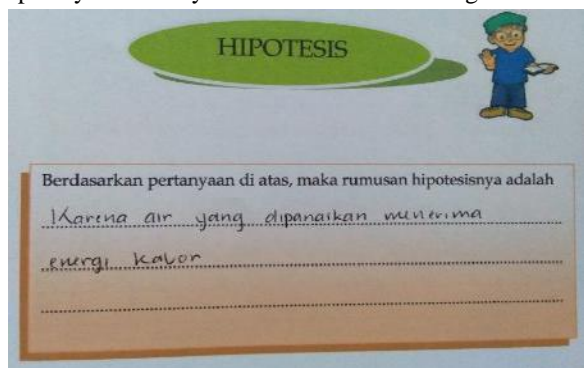 HIPOTESIS
Berdasarkan pertanyaan di atas, maka rumusan hipotesisnya adalah
Karena air yang dipanaskan menerima
energi kalor